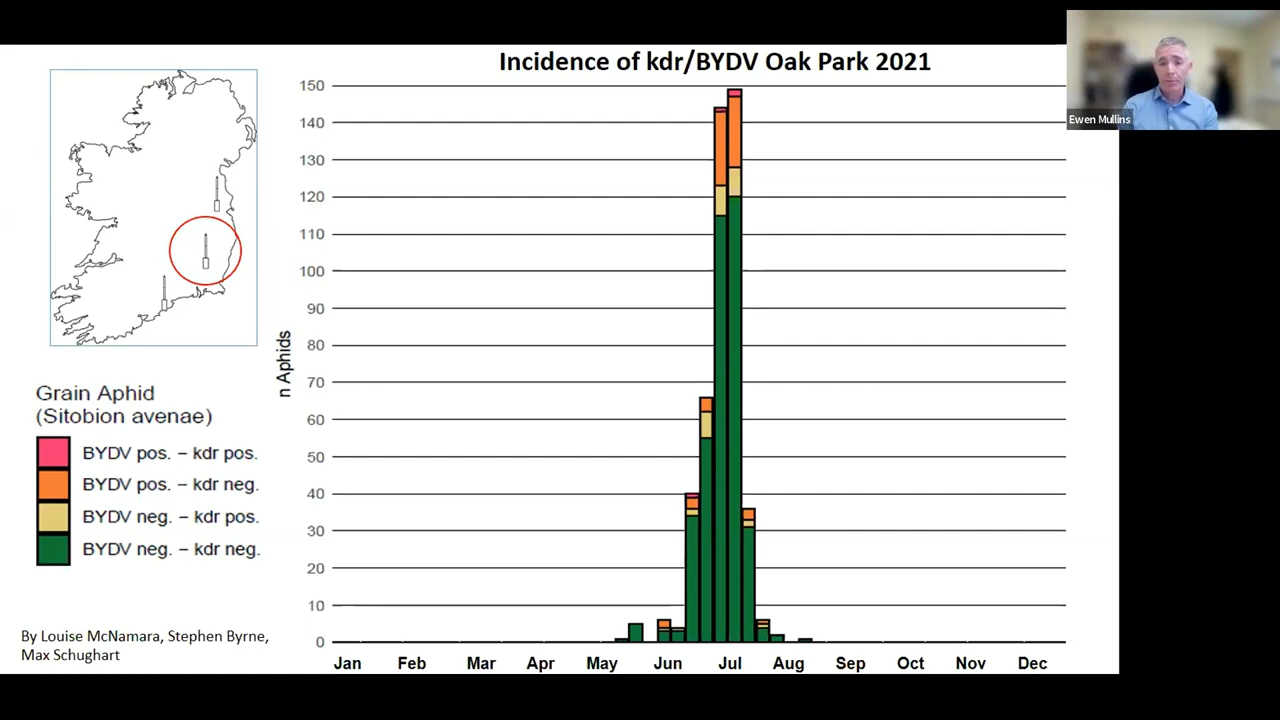 Incidence of kdr/BYDV Oak Park 2021
Ewen Mullins
150
140
130
120
110
100
90
80
70
60
50
40
30
20
10
0
n Aphids
Jan Feb Mar Apr May Jun Jul Aug Sep Oct Nov Dec
Grain Aphid
(Sitobion avenae)
BYDV pos. – kdr pos.
BYDV pos. – kdr neg.
BYDV neg. – kdr pos.
BYDV neg. – kdr neg.
By Louise McNamara, Stephen Byrne,
Max Schughart